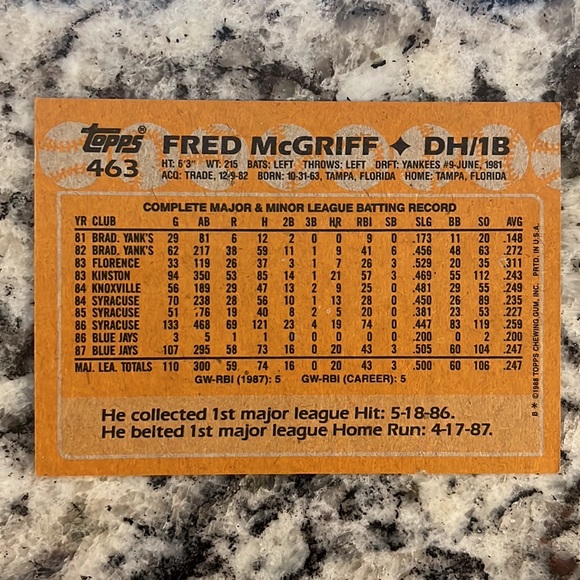 Topps® FRED McGRIFF ✦ DH/1B
463 HT: 6'3" WT: 215 BATS: LEFT THROWS: LEFT DRFT: YANKEES #9-JUNE, 1981
ACQ: TRADE, 12-9-82 BORN: 10-31-63, TAMPA, FLORIDA HOME: TAMPA, FLORIDA
COMPLETE MAJOR & MINOR LEAGUE BATTING RECORD
YR CLUB G AB R H 2B 3B HR RBI SB SLG BB SO AVG
81 BRAD. YANK'S 29 81 6 12 2 0 0 9 0 .173 11 20 .148
82 BRAD. YANK'S 62 217 38 59 11 1 9 41 6 .456 48 63 .272
83 FLORENCE 33 119 26 37 3 1 7 26 3 .529 20 35 .311
83 KINSTON 94 350 53 85 14 1 21 57 3 .469 55 112 .243
84 KNOXVILLE 56 189 29 47 13 2 9 25 0 .481 29 55 .249
84 SYRACUSE 70 238 28 56 10 1 13 28 0 .450 26 89 .235
85 SYRACUSE 51 176 19 40 8 2 5 20 0 .381 23 53 .227
86 SYRACUSE 133 468 69 121 23 4 19 74 0 .447 83 119 .259
86 BLUE JAYS 3 5 1 1 0 0 0 0 0 .200 0 2 .200
87 BLUE JAYS 107 295 58 73 16 0 20 43 3 .505 60 104 .247
MAJ. LEA. TOTALS 110 300 59 74 16 0 20 43 3 .500 60 106 .247
GW-RBI (1987): 5 GW-RBI (CAREER): 5
He collected 1st major league Hit: 5-18-86.
He belted 1st major league Home Run: 4-17-87.
B * ©1988 TOPPS CHEWING GUM, INC. PRTD. IN U.S.A.